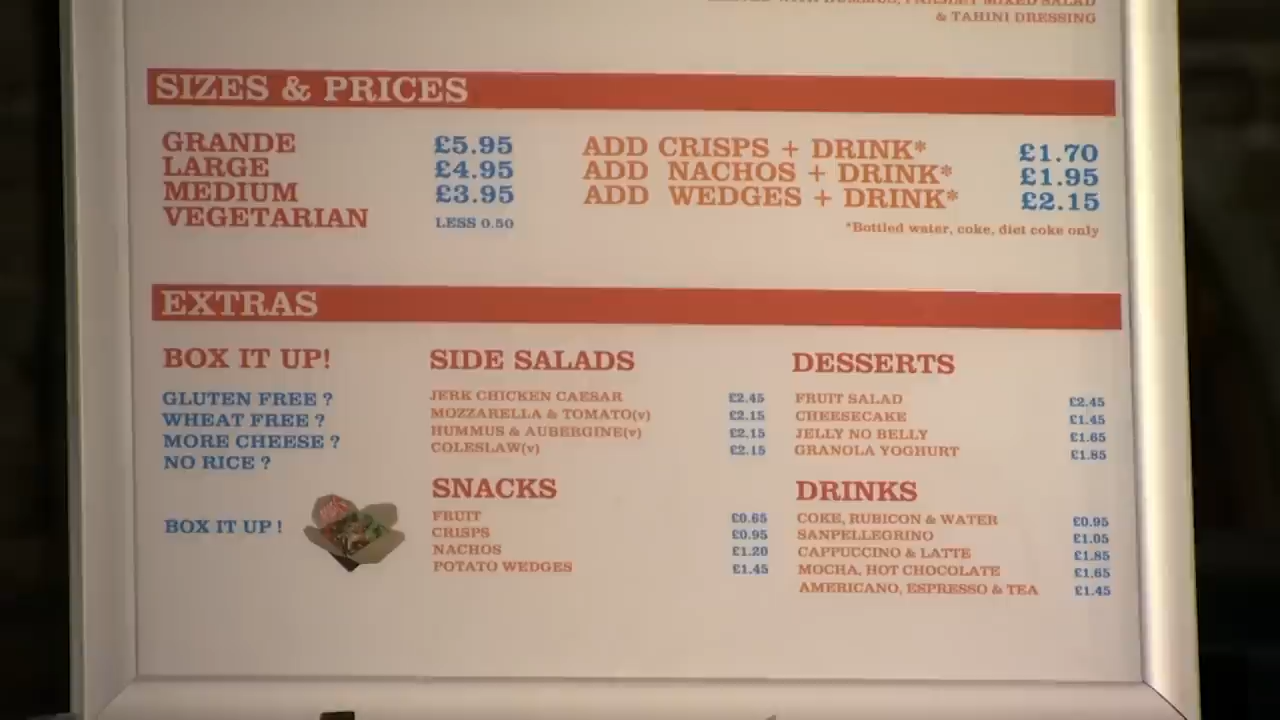 SERVED WITH HUMMUS, PARSLEY MIXED SALAD
& TAHINI DRESSING
SIZES & PRICES
GRANDE £5.95
LARGE £4.95
MEDIUM £3.95
VEGETARIAN LESS 0.50
ADD CRISPS + DRINK* £1.70
ADD NACHOS + DRINK* £1.95
ADD WEDGES + DRINK* £2.15
*Bottled water, coke, diet coke only
EXTRAS
BOX IT UP!
GLUTEN FREE ?
WHEAT FREE ?
MORE CHEESE ?
NO RICE ?
BOX IT UP !
SIDE SALADS
JERK CHICKEN CAESAR £2.45
MOZZARELLA & TOMATO(v) £2.15
HUMMUS & AUBERGINE(v) £2.15
COLESLAW(v) £2.15
SNACKS
FRUIT £0.65
CRISPS £0.95
NACHOS £1.20
POTATO WEDGES £1.45
DESSERTS
FRUIT SALAD £2.45
CHEESECAKE £1.45
JELLY NO BELLY £1.65
GRANOLA YOGHURT £1.85
DRINKS
COKE, RUBICON & WATER £0.95
SANPELLEGRINO £1.05
CAPPUCCINO & LATTE £1.85
MOCHA, HOT CHOCOLATE £1.65
AMERICANO, ESPRESSO & TEA £1.45